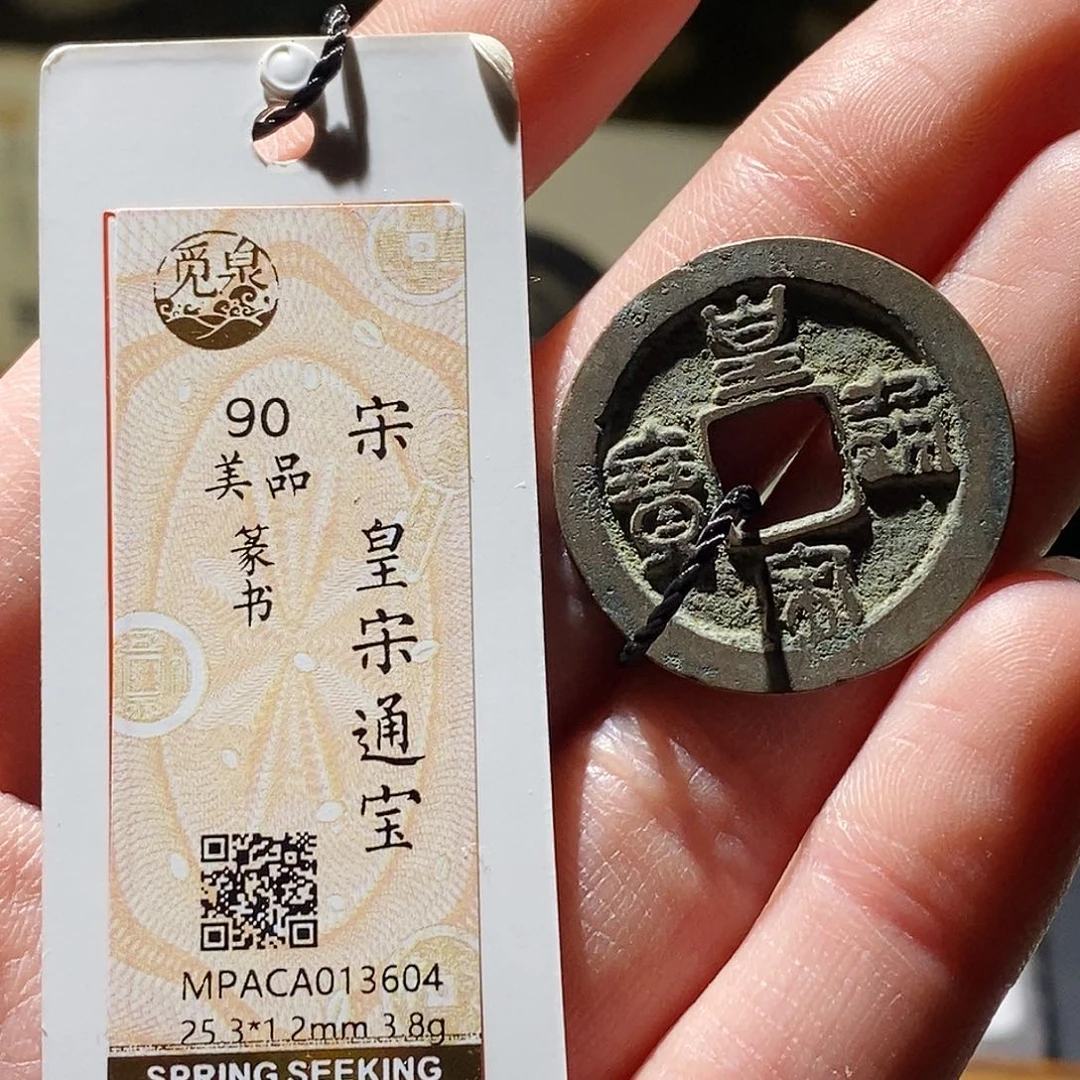 觅泉
宋 皇宋通宝
90
美品
篆书
MPACA013604
25.3*1.2mm 3.8g
SPRING SEEKING
皇宋通寶